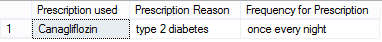 Prescription used Prescription Reason Frequency for Prescription
1 Canagliflozin type 2 diabetes once every night